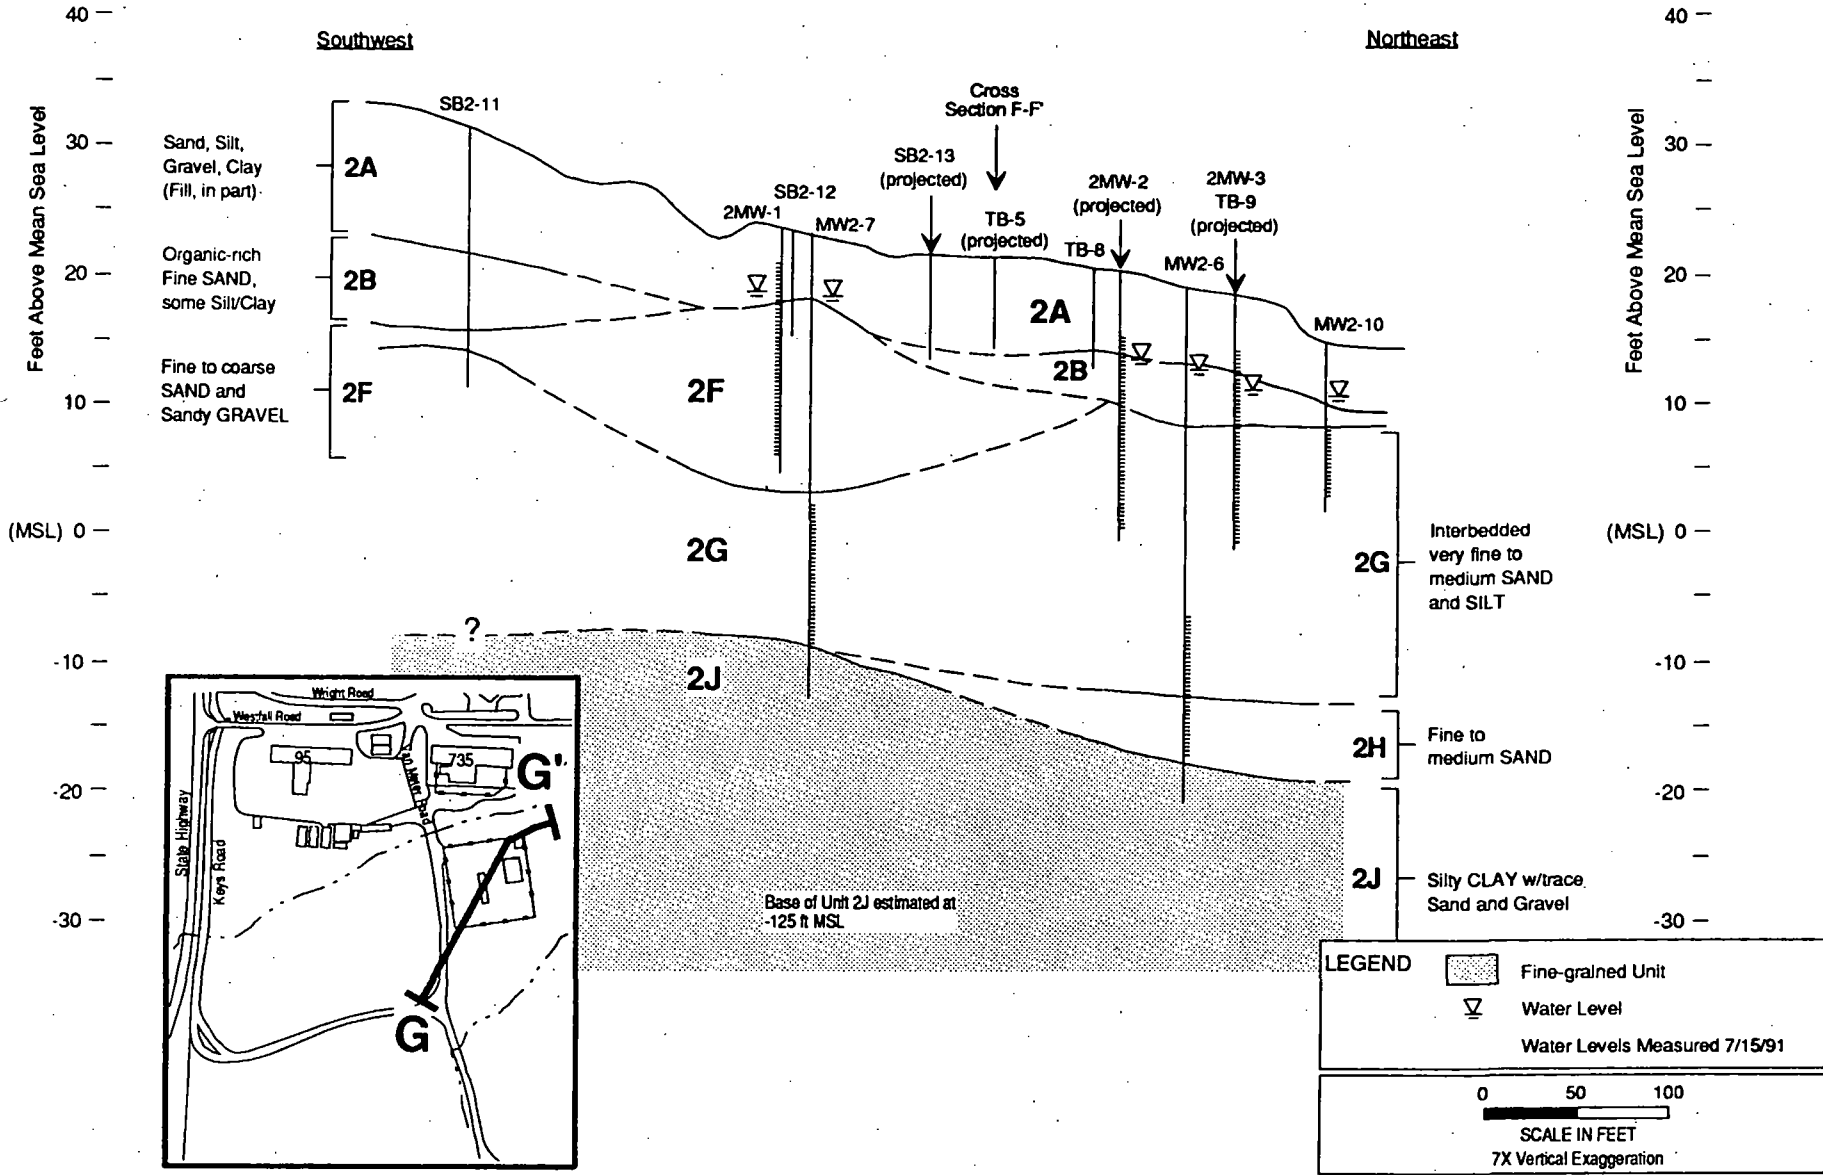 40
40
Southwest
Northeast
Feet Above Mean Sea Level
Feet Above Mean Sea Level
30
20
10
(MSL) 0
-10
-20
-30
30
20
10
(MSL) 0
-10
-20
-30
Sand, Silt,
Gravel, Clay
(Fill, in part)
2A
Organic-rich
Fine SAND,
some Silt/Clay
2B
Fine to coarse
SAND and
Sandy GRAVEL
2F
SB2-11
2MW-1
SB2-12
MW2-7
SB2-13
(projected)
Cross
Section F-F'
TB-5
(projected)
TB-8
2MW-2
(projected)
MW2-6
2MW-3
TB-9
(projected)
MW2-10
2A
2B
2F
2G
?
2J
2G
Interbedded
very fine to
medium SAND
and SILT
2H
Fine to
medium SAND
2J
Silty CLAY w/trace
Sand and Gravel
Base of Unit 2J estimated at
-125 ft MSL
Wright Road
Westfall Road
95
735
Van Meter Road
State Highway
Keys Road
G'
G
LEGEND
Fine-grained Unit
Water Level
Water Levels Measured 7/15/91
0 50 100
SCALE IN FEET
7X Vertical Exaggeration